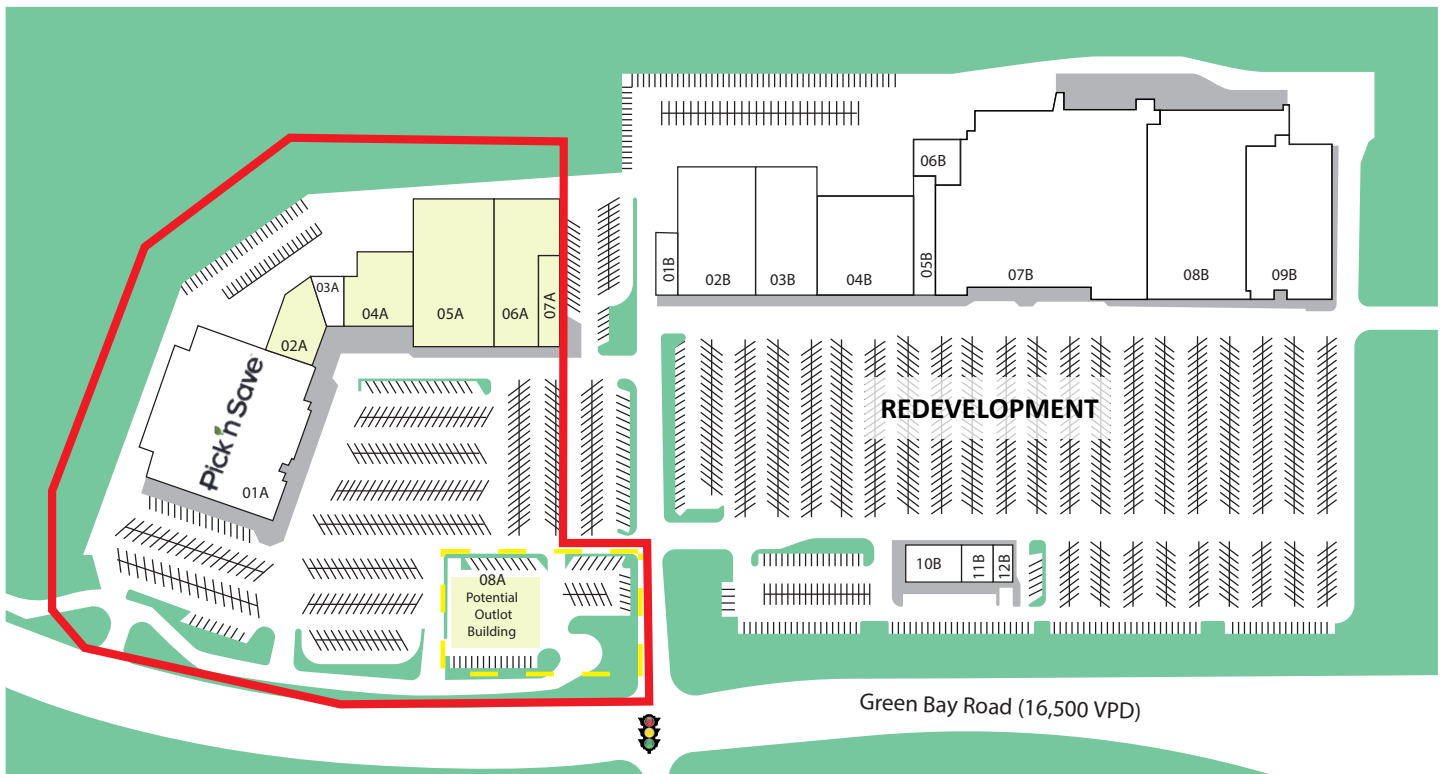 06B
01B
02B
03B
04B
05B
07B
08B
09B
03A
02A
04A
05A
06A
07A
Pick'n Save
01A
REDEVELOPMENT
08A
Potential
Outlot
Building
10B
11B
12B
Green Bay Road (16,500 VPD)